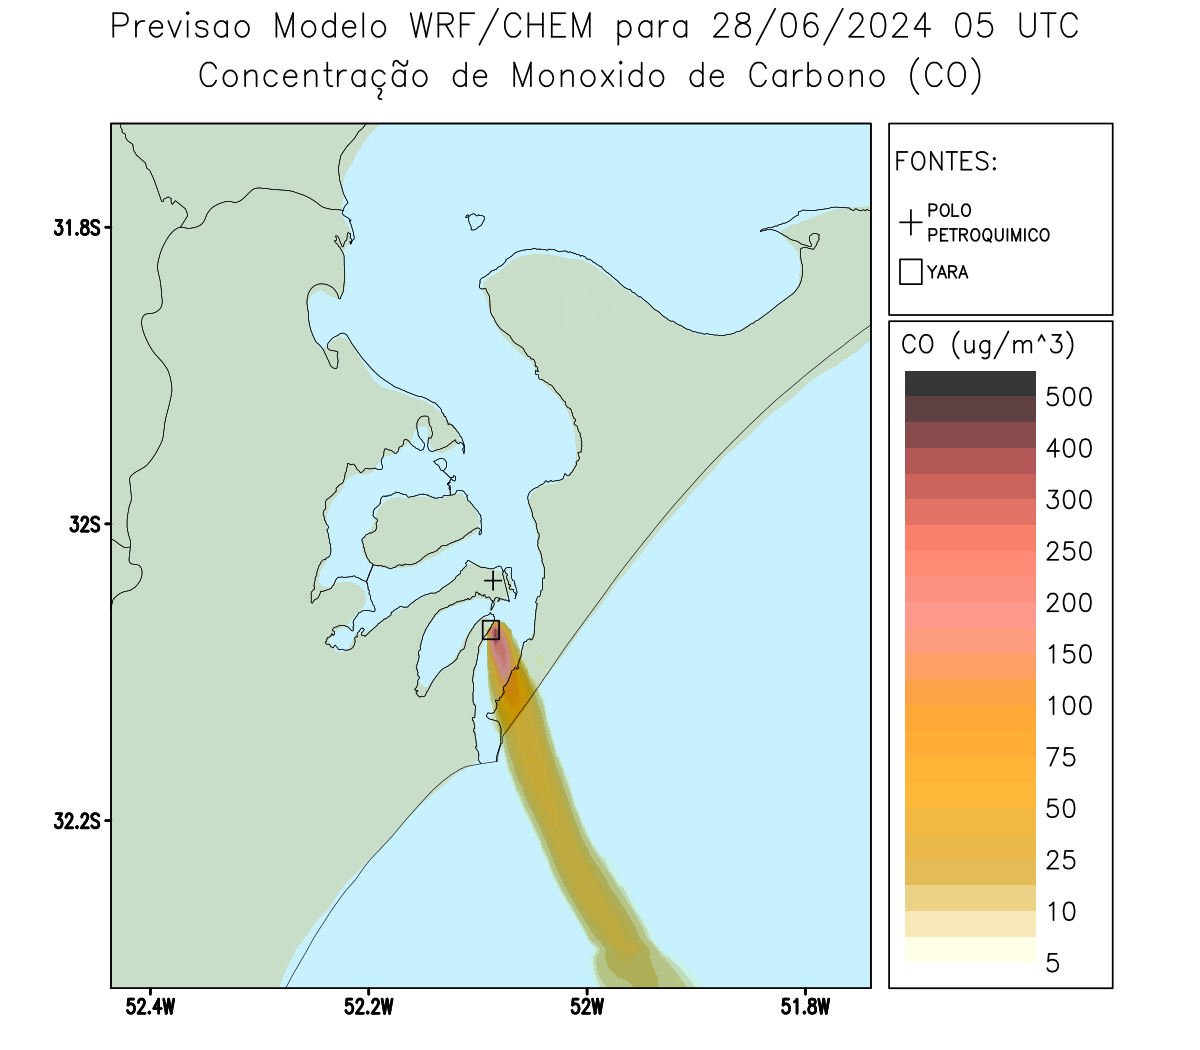 Previsao Modelo WRF/CHEM para 28/06/2024 05 UTC
Concentração de Monoxido de Carbono (CO)
FONTES:
POLO
PETROQUIMICO
YARA
CO (ug/m^3)
500
400
300
250
200
150
100
75
50
25
10
5
31.8S
32S
32.2S
52.4W
52.2W
52W
51.8W